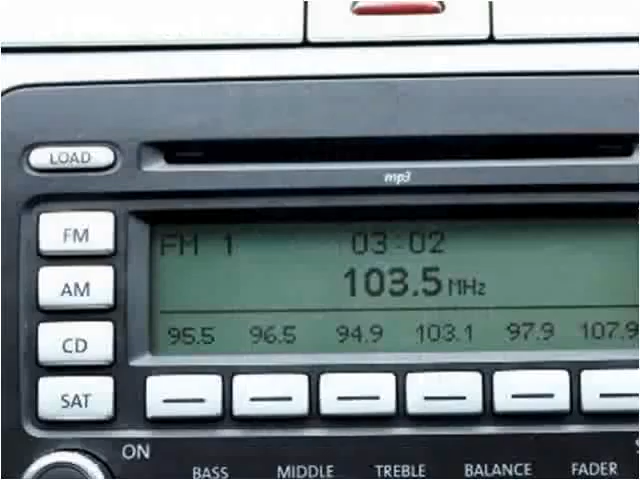 LOAD
mp3
FM
FM 1 03:02
AM
103.5 MHz
CD
95.5 96.5 94.9 103.1 97.9 107.9
SAT
ON
BASS MIDDLE TREBLE BALANCE FADER